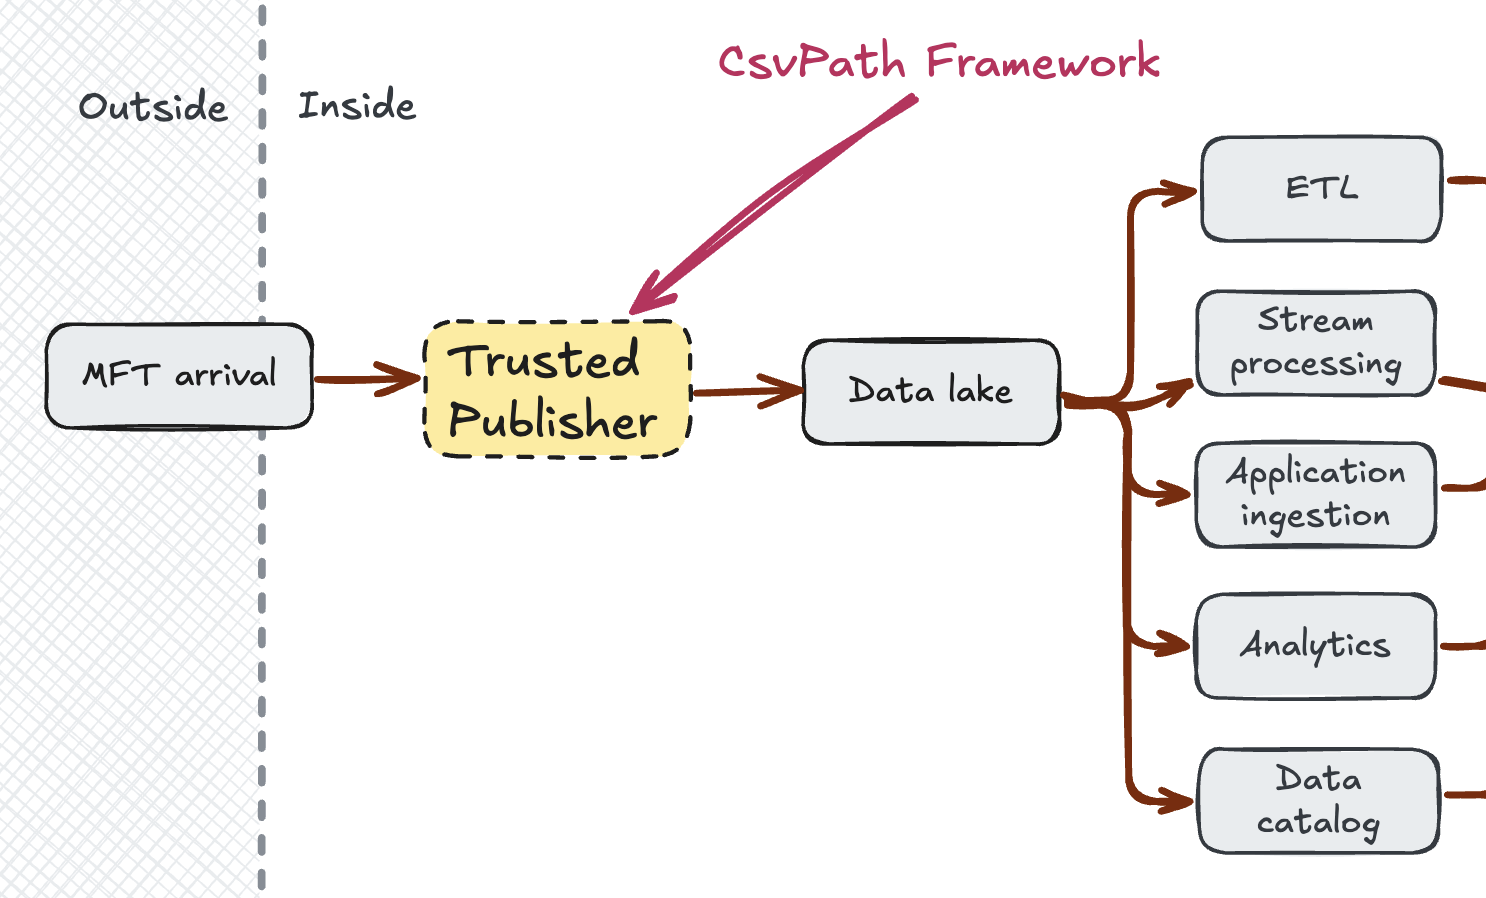 CsvPath Framework
Outside
Inside
ETL
Stream
processing
MFT arrival
Trusted
Publisher
Data lake
Application
ingestion
Analytics
Data
catalog